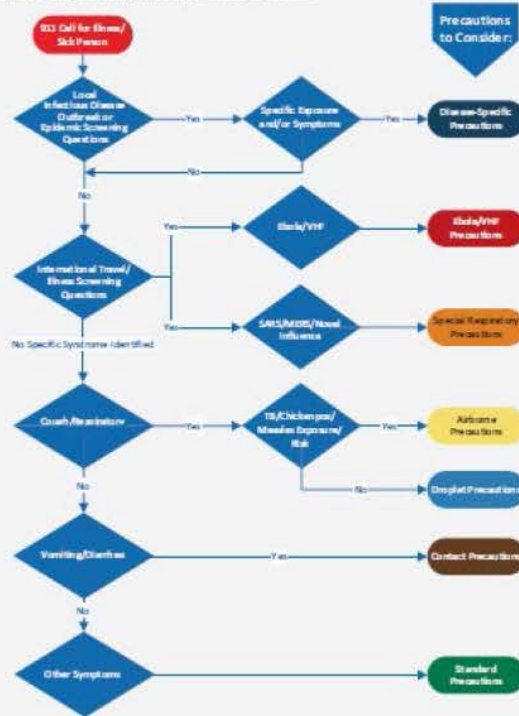 Precautions
to Consider:
911 Call for Illness/
Sick Person
Local
Infectious Disease
Outbreak or
Epidemic Screening
Questions
Yes
Specific Exposure
and/or Symptoms
Yes
Disease-Specific
Precautions
No
No
Yes
Ebola/VHF
Ebola/VHF
Precautions
International Travel/
Illness Screening
Questions
Yes
SARS/MERS/Novel
Influenza
Special Respiratory
Precautions
No Specific Syndrome Identified
Cough/Respiratory
Yes
TB/Chickenpox/
Measles Exposure/
Risk
Yes
Airborne
Precautions
No
Droplet Precautions
No
Vomiting/Diarrhea
Yes
Contact Precautions
No
Other Symptoms
Standard
Precautions